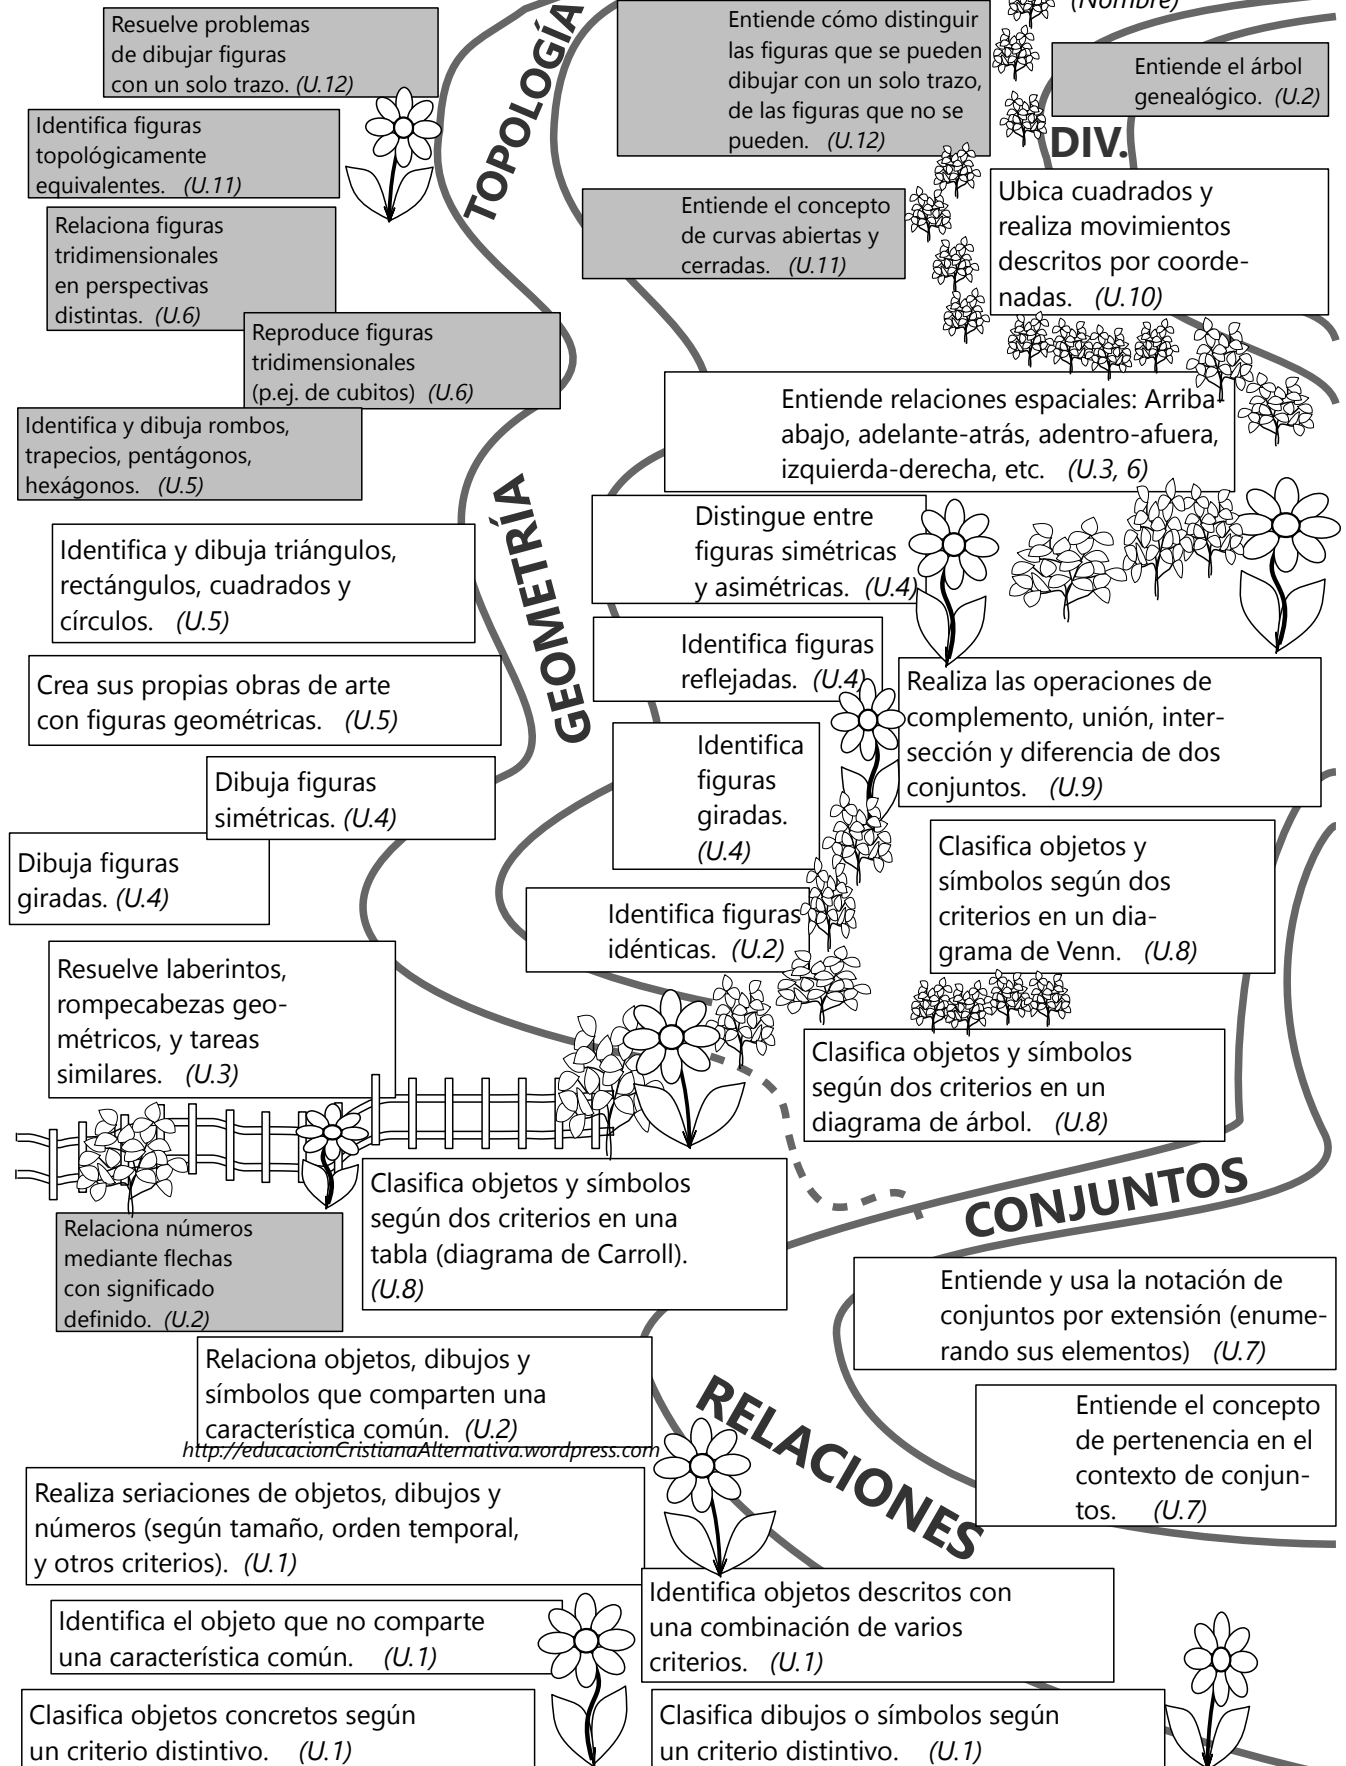 (Nombre)
Resuelve problemas
de dibujar figuras
con un solo trazo. (U.12)
TOPOLOGÍA
Entiende cómo distinguir
las figuras que se pueden
dibujar con un solo trazo,
de las figuras que no se
pueden. (U.12)
Entiende el árbol
genealógico. (U.2)
DIV.
Identifica figuras
topológicamente
equivalentes. (U.11)
Entiende el concepto
de curvas abiertas y
cerradas. (U.11)
Ubica cuadrados y
realiza movimientos
descritos por coorde-
nadas. (U.10)
Relaciona figuras
tridimensionales
en perspectivas
distintas. (U.6)
Reproduce figuras
tridimensionales
(p.ej. de cubitos) (U.6)
Entiende relaciones espaciales: Arriba-
abajo, adelante-atrás, adentro-afuera,
izquierda-derecha, etc. (U.3, 6)
Identifica y dibuja rombos,
trapecios, pentágonos,
hexágonos. (U.5)
GEOMETRÍA
Distingue entre
figuras simétricas
y asimétricas. (U.4)
Identifica y dibuja triángulos,
rectángulos, cuadrados y
círculos. (U.5)
Identifica figuras
reflejadas. (U.4)
Realiza las operaciones de
complemento, unión, inter-
sección y diferencia de dos
conjuntos. (U.9)
Crea sus propias obras de arte
con figuras geométricas. (U.5)
Identifica
figuras
giradas.
(U.4)
Dibuja figuras
simétricas. (U.4)
Dibuja figuras
giradas. (U.4)
Clasifica objetos y
símbolos según dos
criterios en un dia-
grama de Venn. (U.8)
Identifica figuras
idénticas. (U.2)
Resuelve laberintos,
rompecabezas geo-
métricos, y tareas
similares. (U.3)
Clasifica objetos y símbolos
según dos criterios en un
diagrama de árbol. (U.8)
Clasifica objetos y símbolos
según dos criterios en una
tabla (diagrama de Carroll).
(U.8)
CONJUNTOS
Relaciona números
mediante flechas
con significado
definido. (U.2)
Entiende y usa la notación de
conjuntos por extensión (enume-
rando sus elementos) (U.7)
Relaciona objetos, dibujos y
símbolos que comparten una
característica común. (U.2)
http://educacionCristianaAlternativa.wordpress.com
RELACIONES
Entiende el concepto
de pertenencia en el
contexto de conjun-
tos. (U.7)
Realiza seriaciones de objetos, dibujos y
números (según tamaño, orden temporal,
y otros criterios). (U.1)
Identifica objetos descritos con
una combinación de varios
criterios. (U.1)
Identifica el objeto que no comparte
una característica común. (U.1)
Clasifica objetos concretos según
un criterio distintivo. (U.1)
Clasifica dibujos o símbolos según
un criterio distintivo. (U.1)